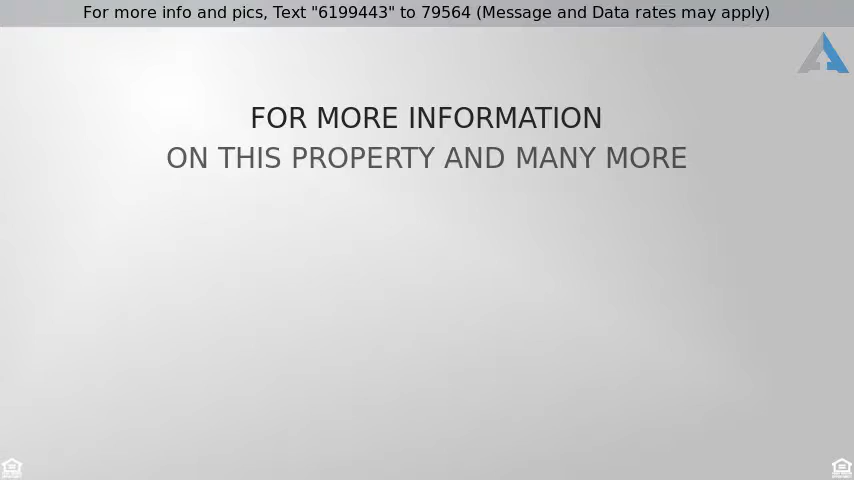 For more info and pics, Text "6199443" to 79564 (Message and Data rates may apply)
FOR MORE INFORMATION
ON THIS PROPERTY AND MANY MORE